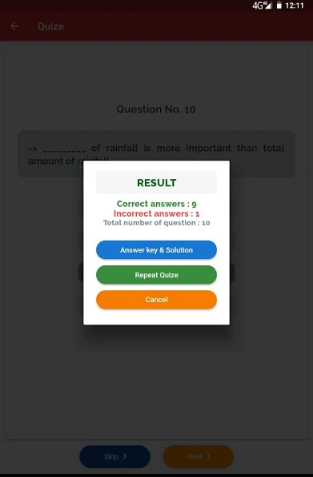 4G 12:11
← Quize
Question No. 10
=> _________ of rainfall is more important than total
amount of rainfall
RESULT
Correct answers : 9
Incorrect answers : 1
Total number of question : 10
Answer key & Solution
Repeat Quize
Cancel
Skip >
Next >